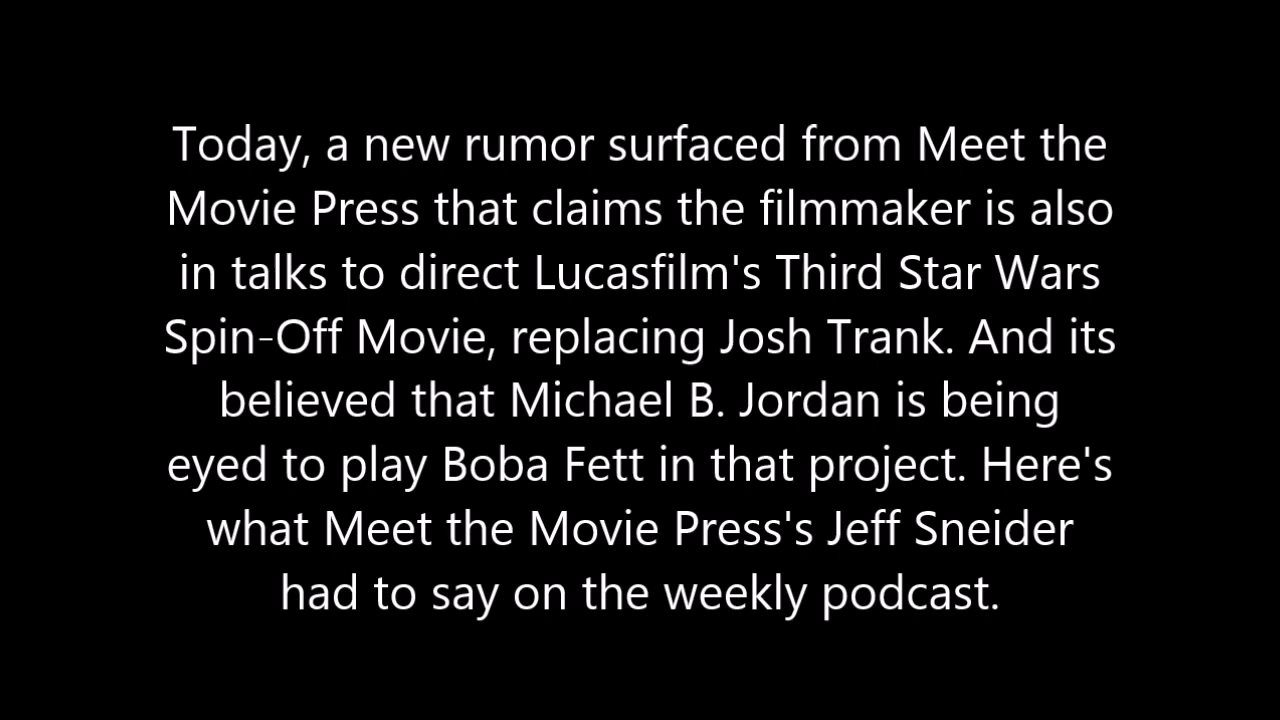 Today, a new rumor surfaced from Meet the
Movie Press that claims the filmmaker is also
in talks to direct Lucasfilm's Third Star Wars
Spin-Off Movie, replacing Josh Trank. And its
believed that Michael B. Jordan is being
eyed to play Boba Fett in that project. Here's
what Meet the Movie Press's Jeff Sneider
had to say on the weekly podcast.